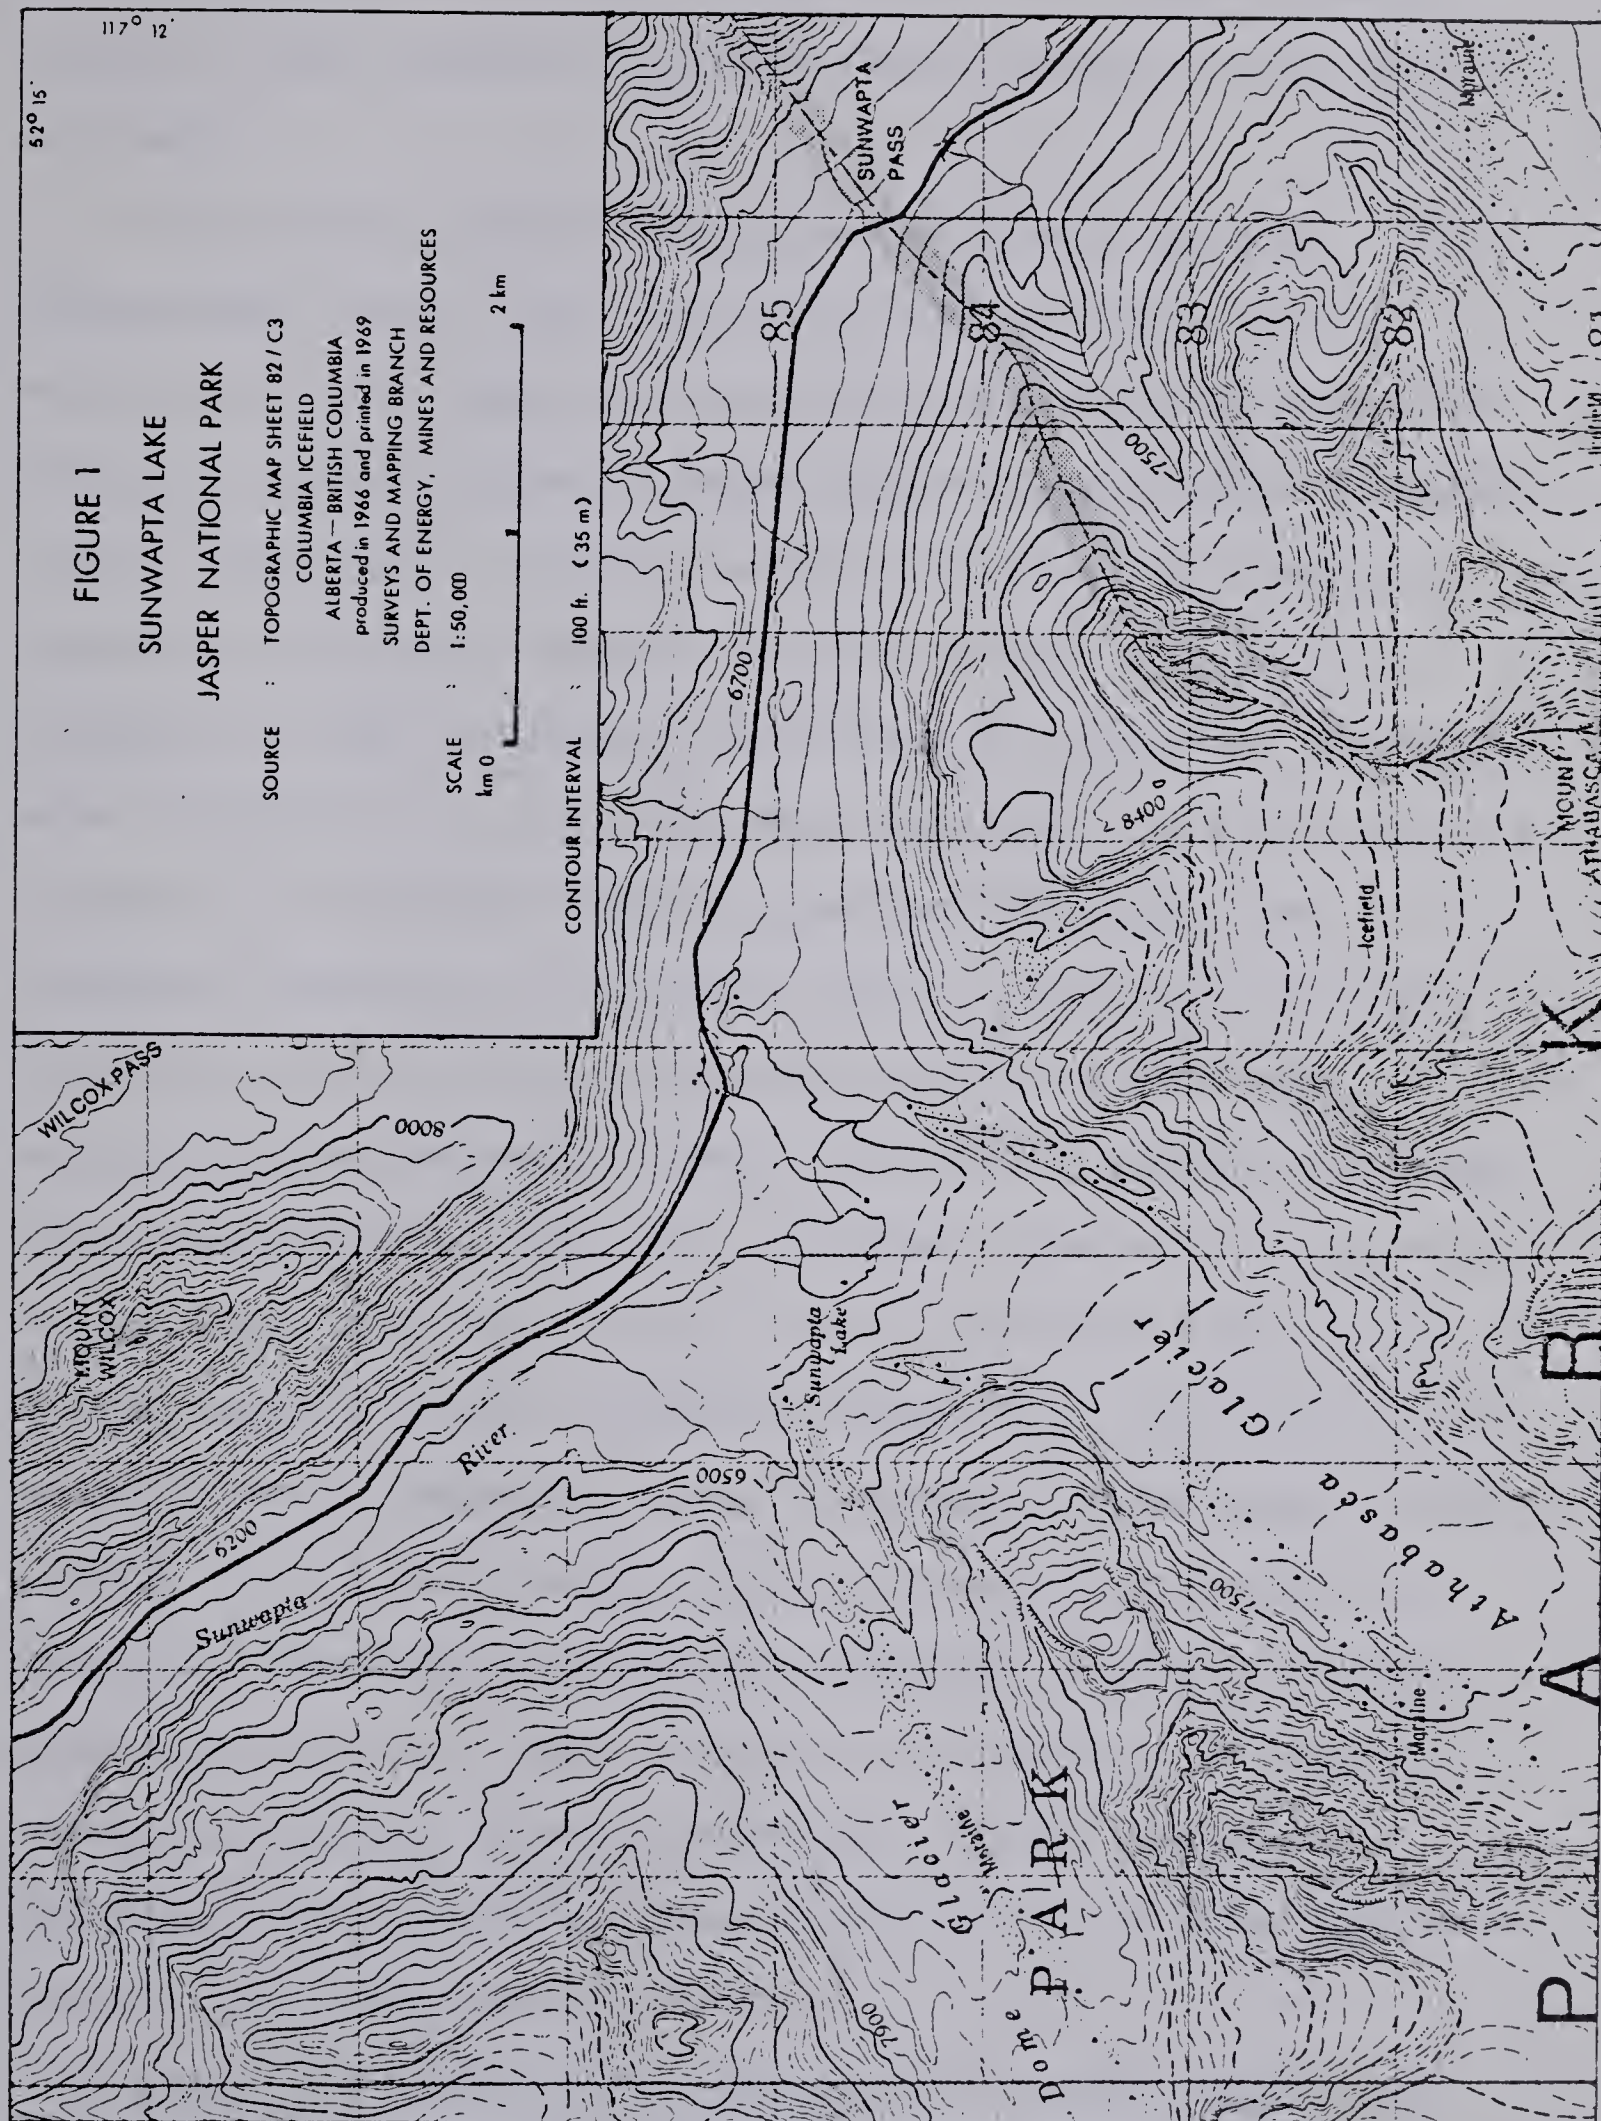 117° 12'
52° 15'
FIGURE 1
SUNWAPTA LAKE
JASPER NATIONAL PARK
SOURCE : TOPOGRAPHIC MAP SHEET 82 / C3
COLUMBIA ICEFIELD
ALBERTA — BRITISH COLUMBIA
produced in 1966 and printed in 1969
SURVEYS AND MAPPING BRANCH
DEPT. OF ENERGY, MINES AND RESOURCES
SCALE : 1:50,000
km 0 1 2 km
CONTOUR INTERVAL : 100 ft. ( 35 m )
WILCOX PASS
8000
MOUNT
WILCOX
6200
Sunwapta
River
6500
6700
85
SUNWAPTA
PASS
Sunwapta
Lake
84
7500
83
82
8400
Moraine
Icefield
MOUNT
ATHABASCA
Athabasca
Glacier
7500
Moraine
Dome
Glacier
Moraine
7900
PARK
P A B K